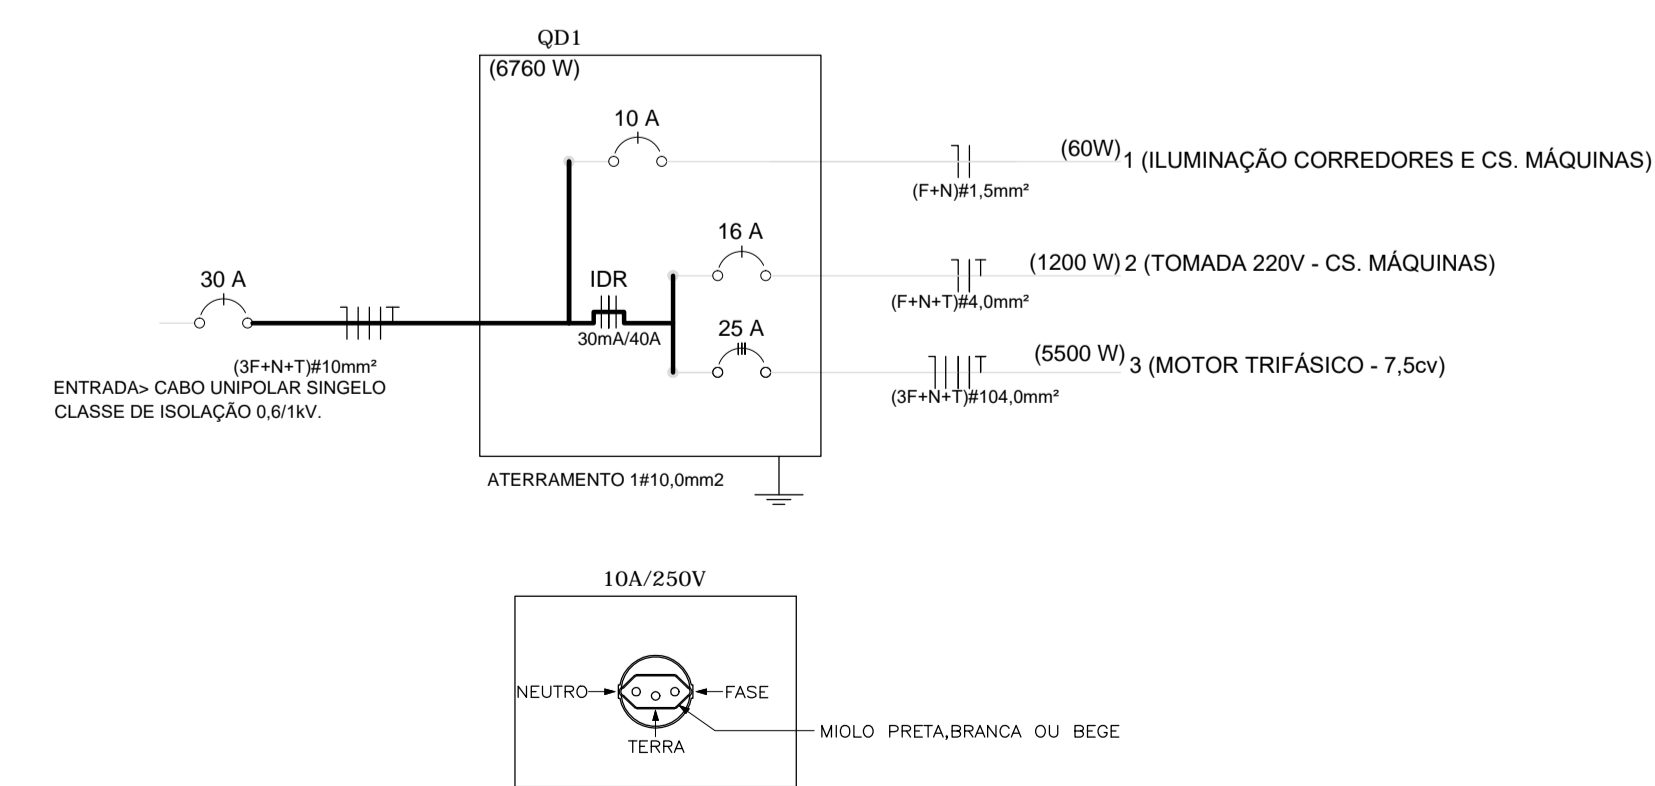 QD1
(6760 W)
10 A
(60W) 1 (ILUMINAÇÃO CORREDORES E CS. MÁQUINAS)
(F+N)#1,5mm²
16 A
(1200 W) 2 (TOMADA 220V - CS. MÁQUINAS)
(F+N+T)#4,0mm²
30 A
IDR
30mA/40A
25 A
(5500 W) 3 (MOTOR TRIFÁSICO - 7,5cv)
(3F+N+T)#104,0mm²
(3F+N+T)#10mm²
ENTRADA> CABO UNIPOLAR SINGELO
CLASSE DE ISOLAÇÃO 0,6/1kV.
ATERRAMENTO 1#10,0mm2
10A/250V
NEUTRO
FASE
TERRA
MIOLO PRETA,BRANCA OU BEGE